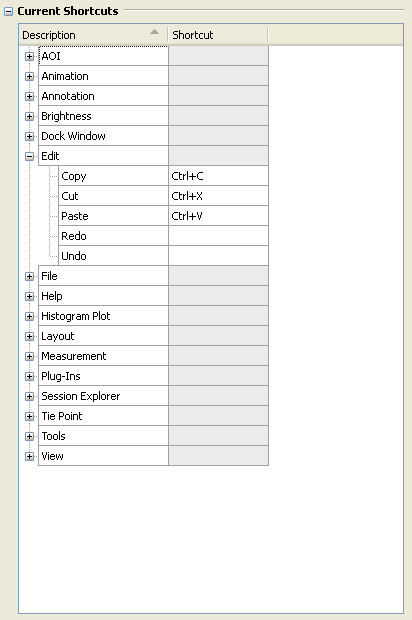 Current Shortcuts
Description Shortcut
AOI
Animation
Annotation
Brightness
Dock Window
Edit
Copy Ctrl+C
Cut Ctrl+X
Paste Ctrl+V
Redo
Undo
File
Help
Histogram Plot
Layout
Measurement
Plug-Ins
Session Explorer
Tie Point
Tools
View